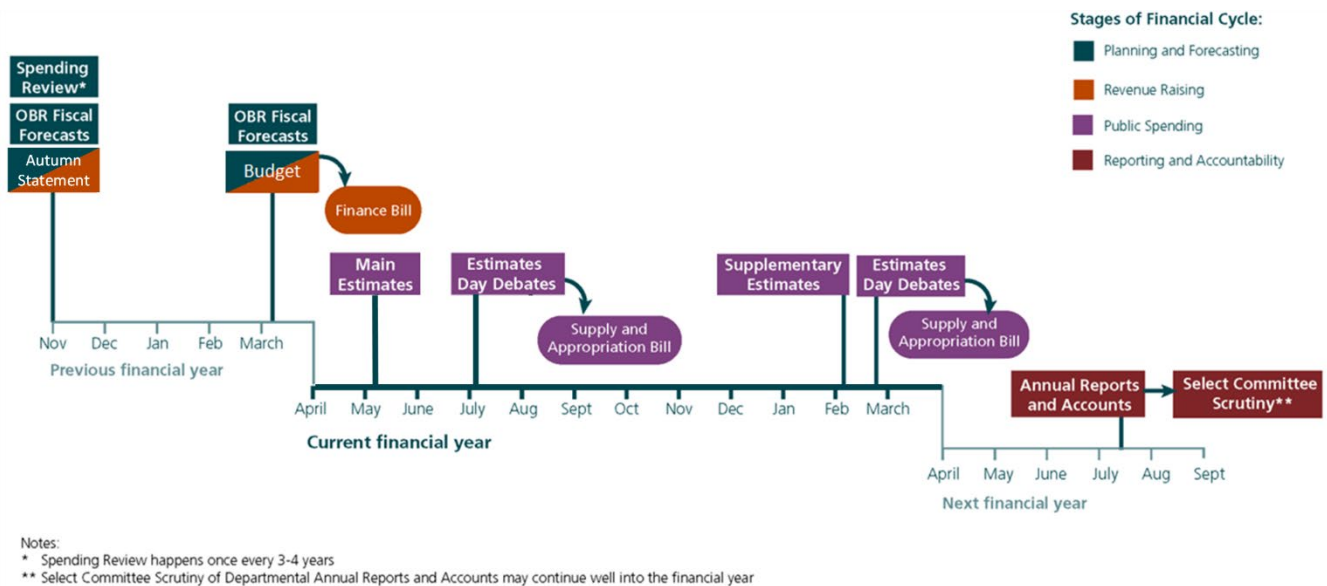 Stages of Financial Cycle:
Planning and Forecasting
Revenue Raising
Public Spending
Reporting and Accountability
Spending
Review*
OBR Fiscal
Forecasts
Autumn
Statement
OBR Fiscal
Forecasts
Budget
Finance Bill
Main
Estimates
Estimates
Day Debates
Supply and
Appropriation Bill
Supplementary
Estimates
Estimates
Day Debates
Supply and
Appropriation Bill
Nov Dec Jan Feb March
Previous financial year
April May June July Aug Sept Oct Nov Dec Jan Feb March
Current financial year
Annual Reports
and Accounts
Select Committee
Scrutiny**
April May June July Aug Sept
Next financial year
Notes:
* Spending Review happens once every 3-4 years
** Select Committee Scrutiny of Departmental Annual Reports and Accounts may continue well into the financial year